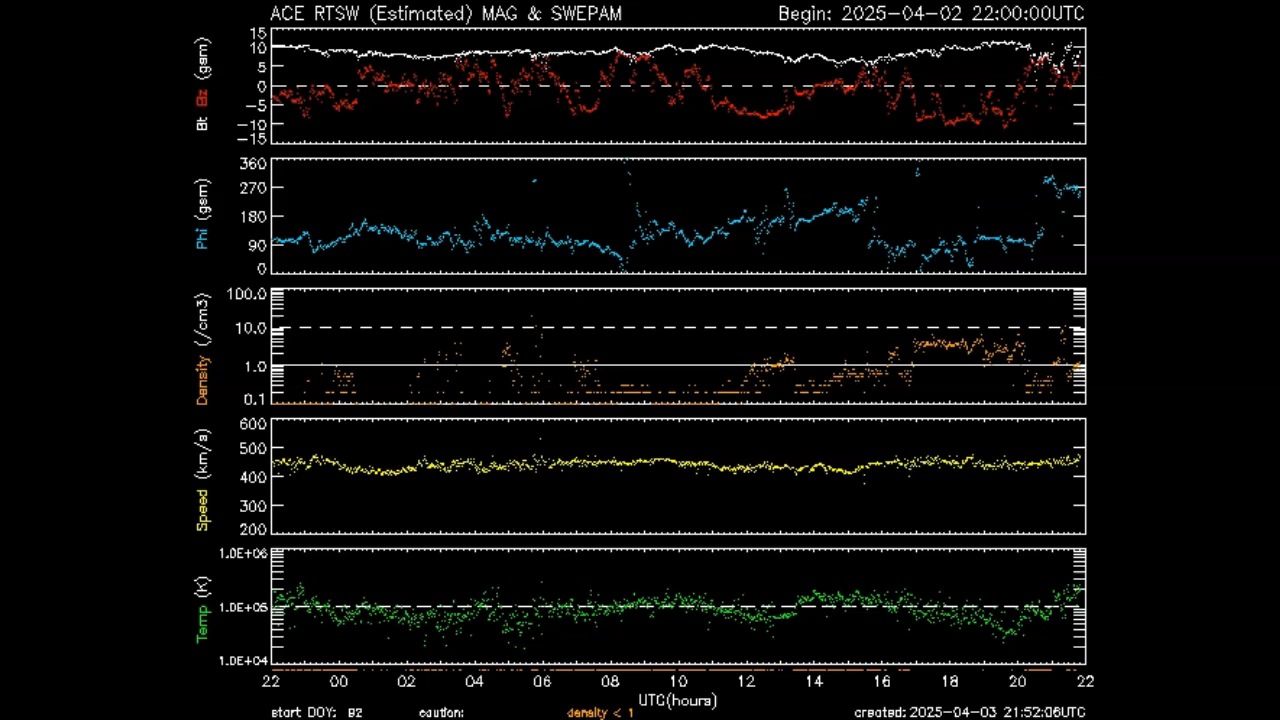 ACE RTSW (Estimated) MAG & SWEPAM Begin: 2025-04-02 22:00:00UTC
Bt Bz (gsm)
15
10
5
0
-5
-10
-15
Phi (gsm)
360
270
180
90
0
Density (/cm3)
100.0
10.0
1.0
0.1
Speed (km/s)
600
500
400
300
200
Temp (K)
1.0E+06
1.0E+05
1.0E+04
22 00 02 04 06 08 10 12 14 16 18 20 22
UTC(hours)
start DOY: 92 caution: density < 1 created: 2025-04-03 21:52:06UTC